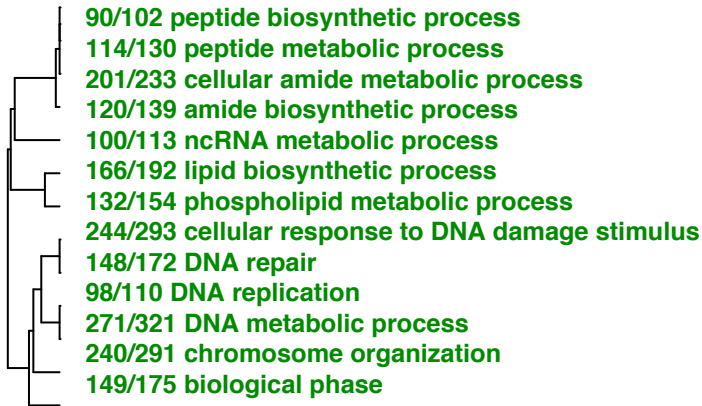 90/102 peptide biosynthetic process
114/130 peptide metabolic process
201/233 cellular amide metabolic process
120/139 amide biosynthetic process
100/113 ncRNA metabolic process
166/192 lipid biosynthetic process
132/154 phospholipid metabolic process
244/293 cellular response to DNA damage stimulus
148/172 DNA repair
98/110 DNA replication
271/321 DNA metabolic process
240/291 chromosome organization
149/175 biological phase